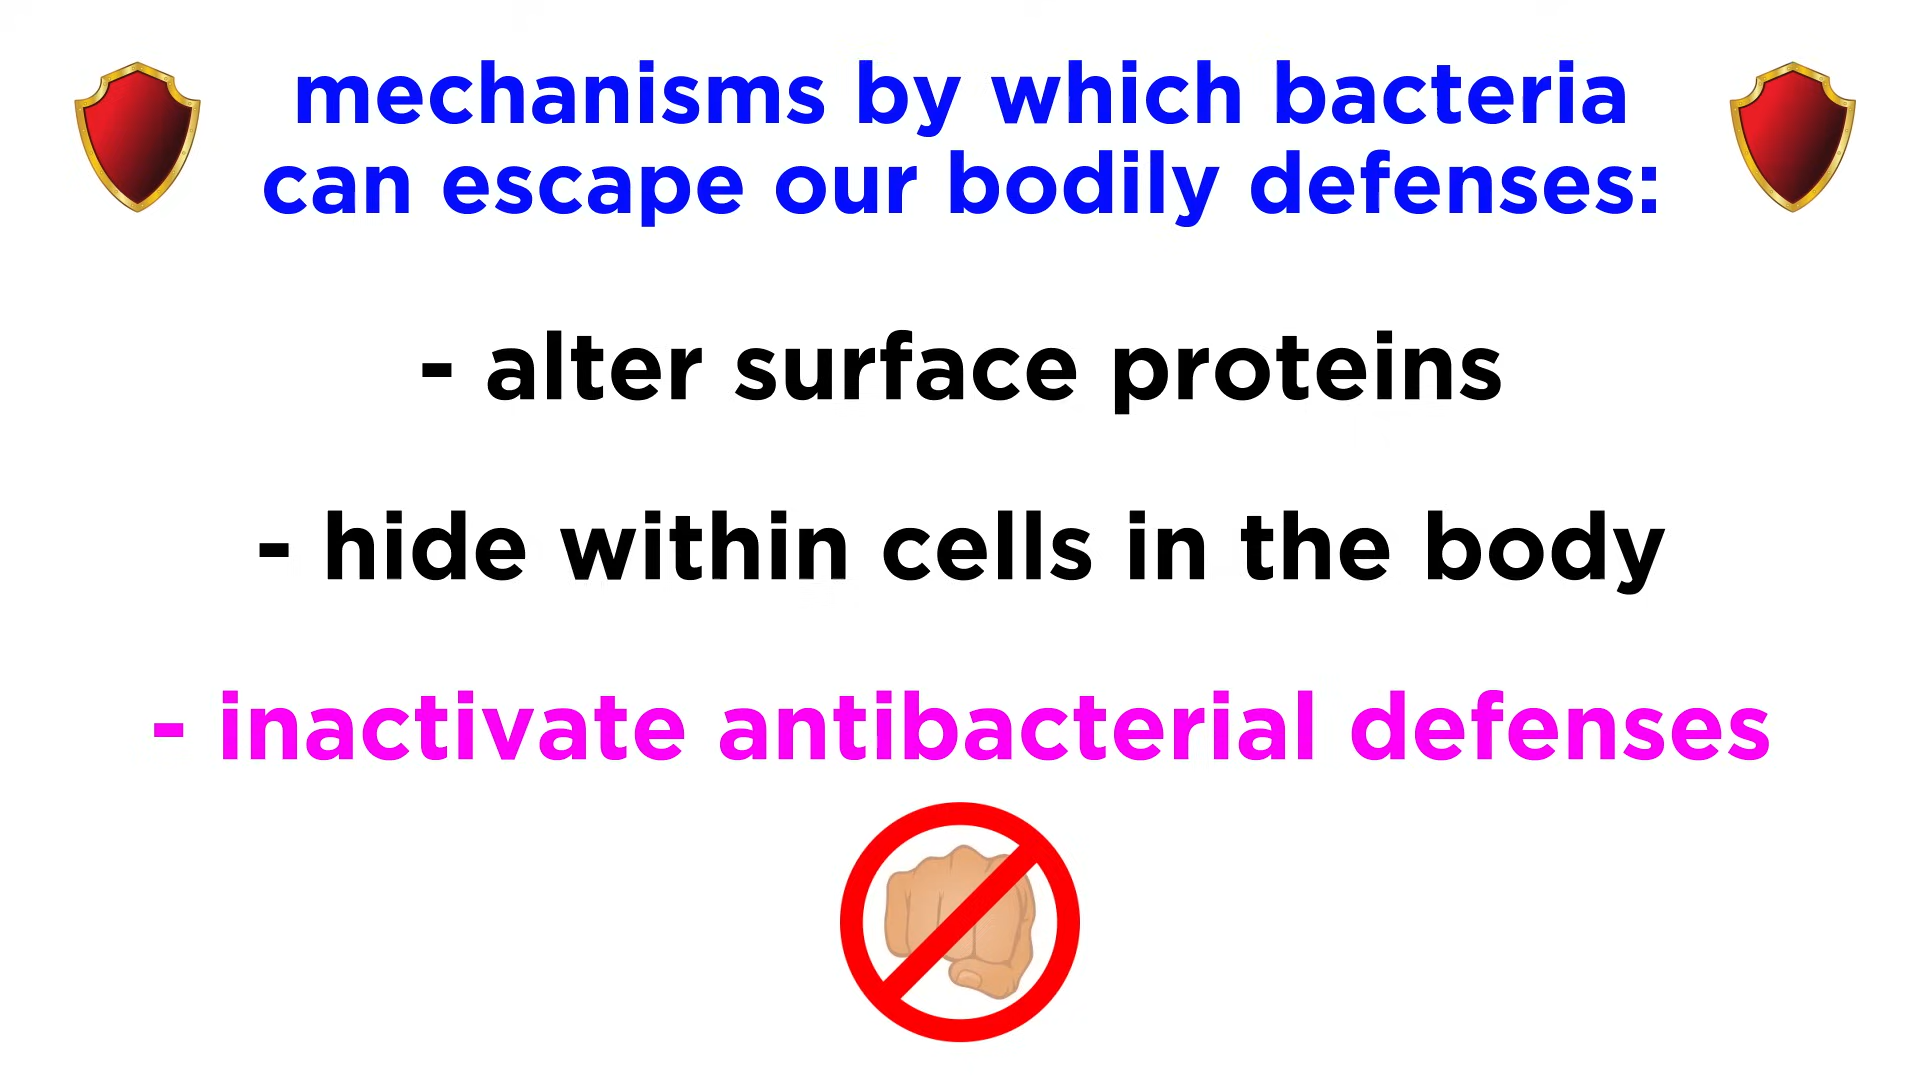 mechanisms by which bacteria
can escape our bodily defenses:
- alter surface proteins
- hide within cells in the body
- inactivate antibacterial defenses